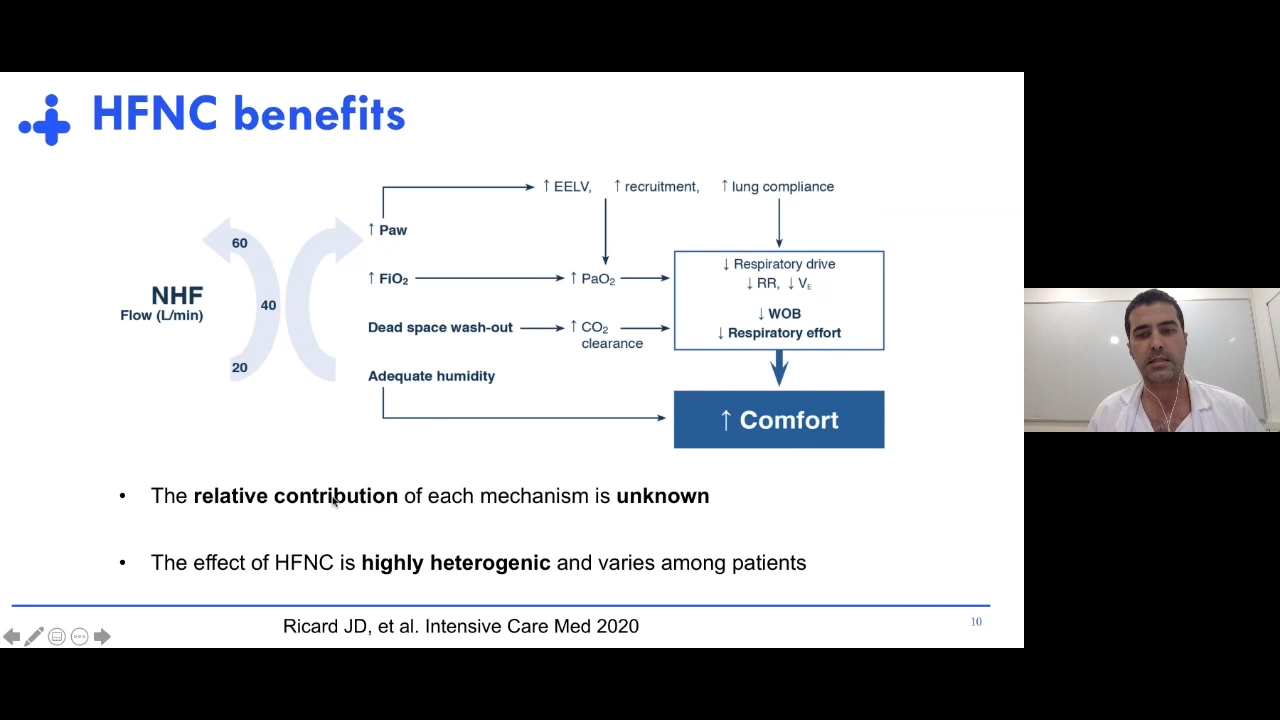 HFNC benefits
↑ EELV, ↑ recruitment, ↑ lung compliance
60
↑ Paw
↓ Respiratory drive
↑ FiO₂
↑ PaO₂
↓ RR, ↓ VE
NHF
40
Flow (L/min)
↓ WOB
Dead space wash-out
↑ CO₂
clearance
↓ Respiratory effort
20
Adequate humidity
↑ Comfort
• The relative contribution of each mechanism is unknown
• The effect of HFNC is highly heterogenic and varies among patients
Ricard JD, et al. Intensive Care Med 2020
10